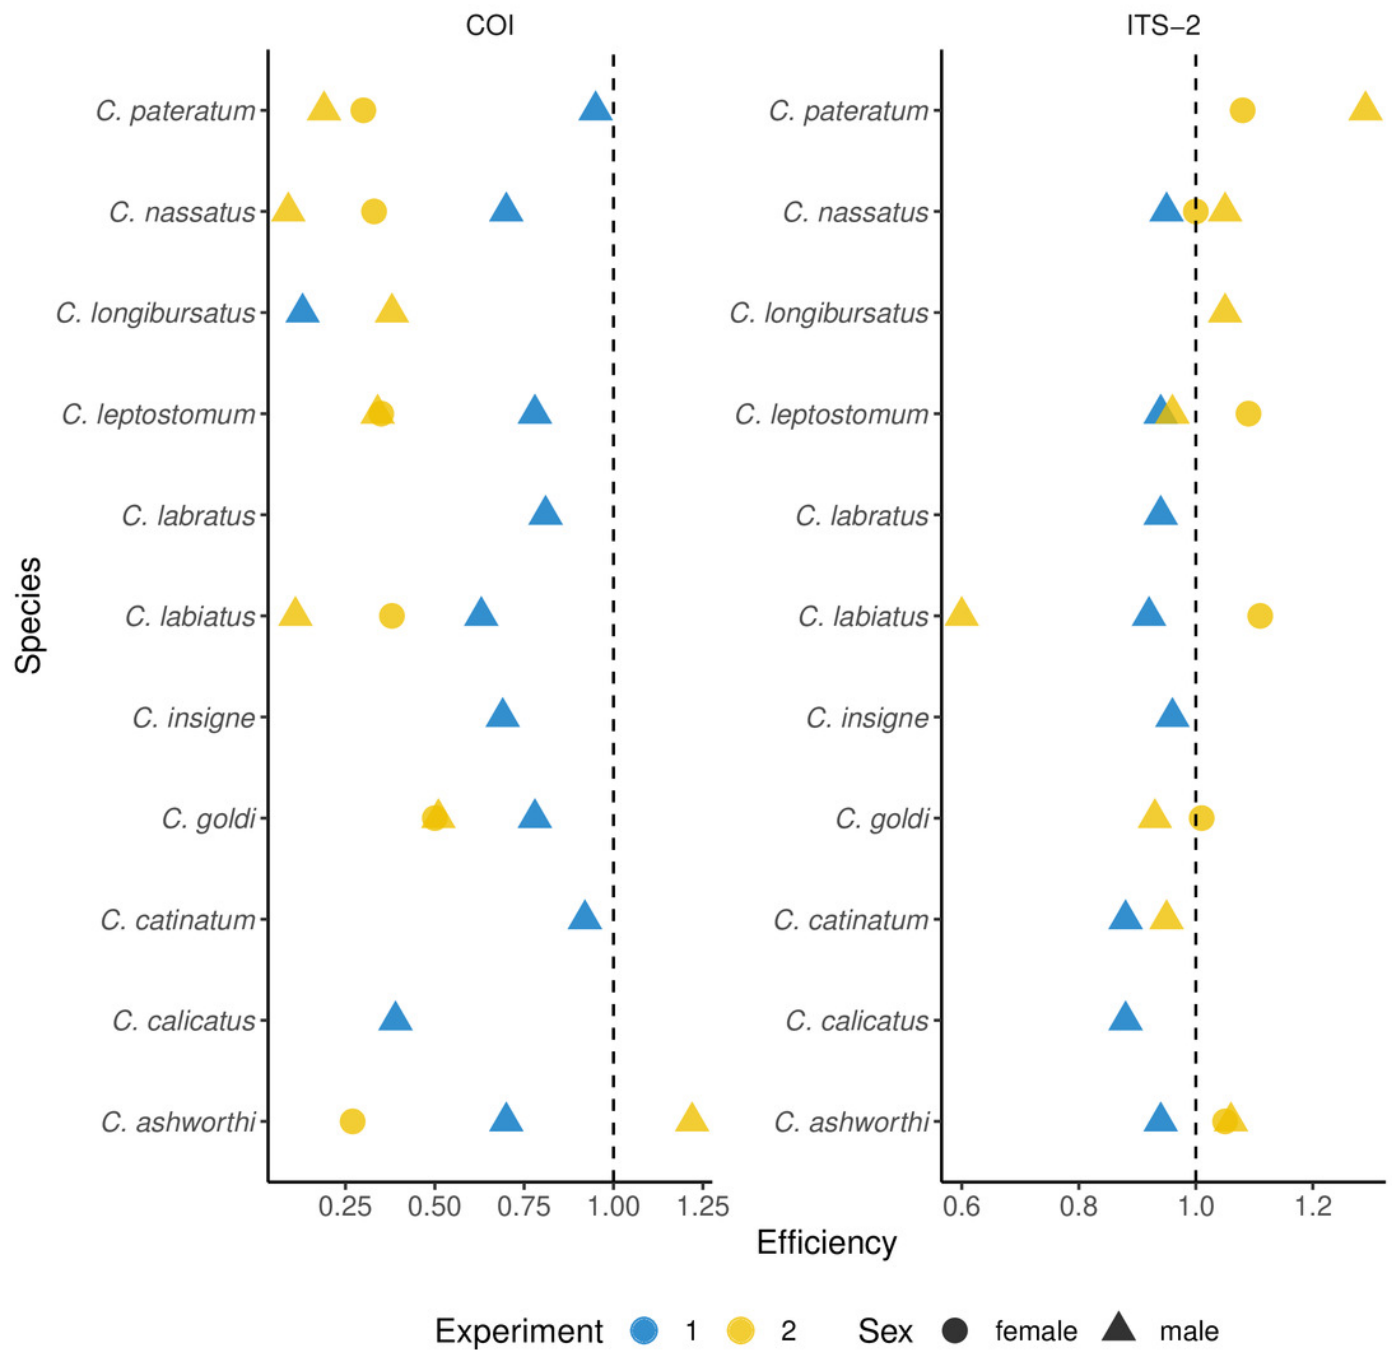 COI
C. pateratum
C. nassatus
C. longibursatus
C. leptostomum
C. labratus
C. labiatus
C. insigne
C. goldi
C. catinatum
C. calicatus
C. ashworthi
0.25 0.50 0.75 1.00 1.25
ITS−2
C. pateratum
C. nassatus
C. longibursatus
C. leptostomum
C. labratus
C. labiatus
C. insigne
C. goldi
C. catinatum
C. calicatus
C. ashworthi
0.6 0.8 1.0 1.2
Species
Efficiency
Experiment 1 2 Sex female male